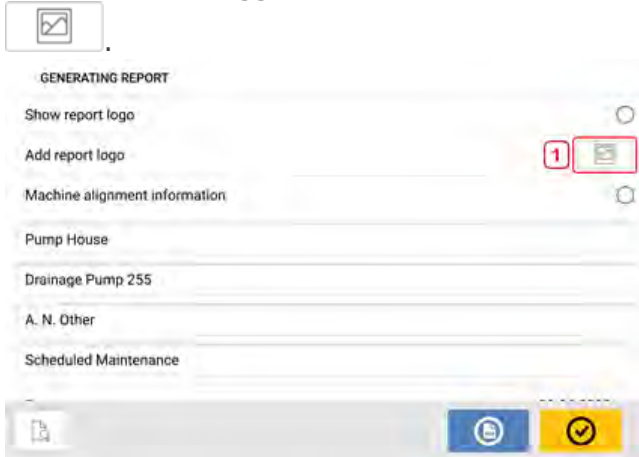 .
GENERATING REPORT
Show report logo
Add report logo
1
Machine alignment information
Pump House
Drainage Pump 255
A. N. Other
Scheduled Maintenance